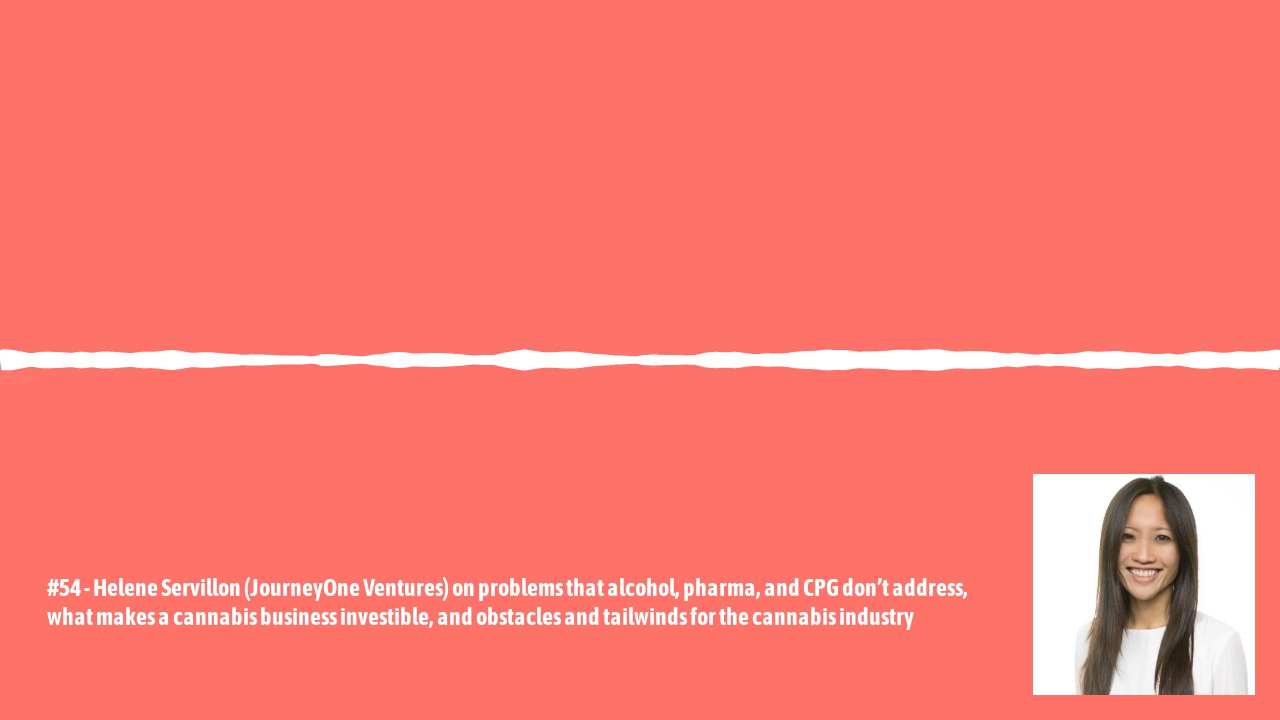 #54 - Helene Servillon (JourneyOne Ventures) on problems that alcohol, pharma, and CPG don’t address,
what makes a cannabis business investible, and obstacles and tailwinds for the cannabis industry